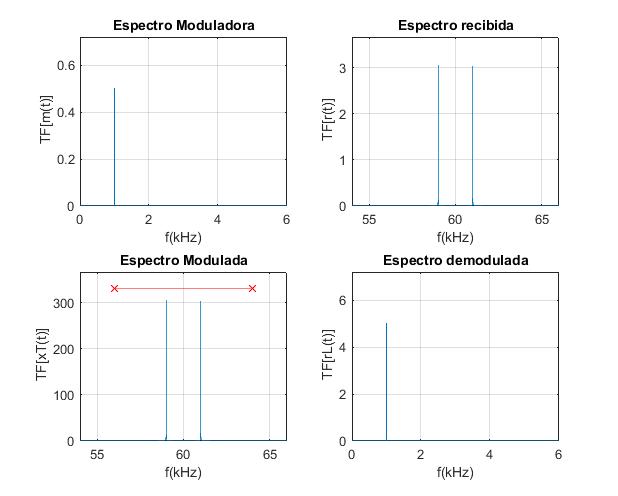 Espectro Moduladora
0.6
0.4
0.2
0
0 2 4 6
TF[m(t)]
f(kHz)
Espectro recibida
3
2
1
0
55 60 65
TF[r(t)]
f(kHz)
Espectro Modulada
300
200
100
0
55 60 65
TF[xT(t)]
f(kHz)
Espectro demodulada
6
4
2
0
0 2 4 6
TF[rL(t)]
f(kHz)